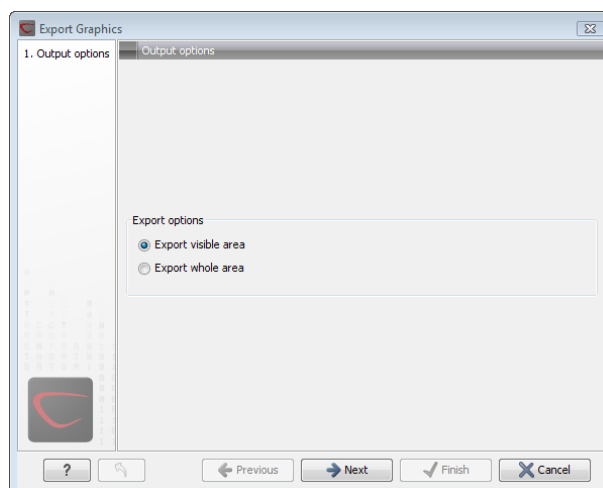 Export Graphics
1. Output options
Output options
Export options
Export visible area
Export whole area
? Previous Next Finish Cancel